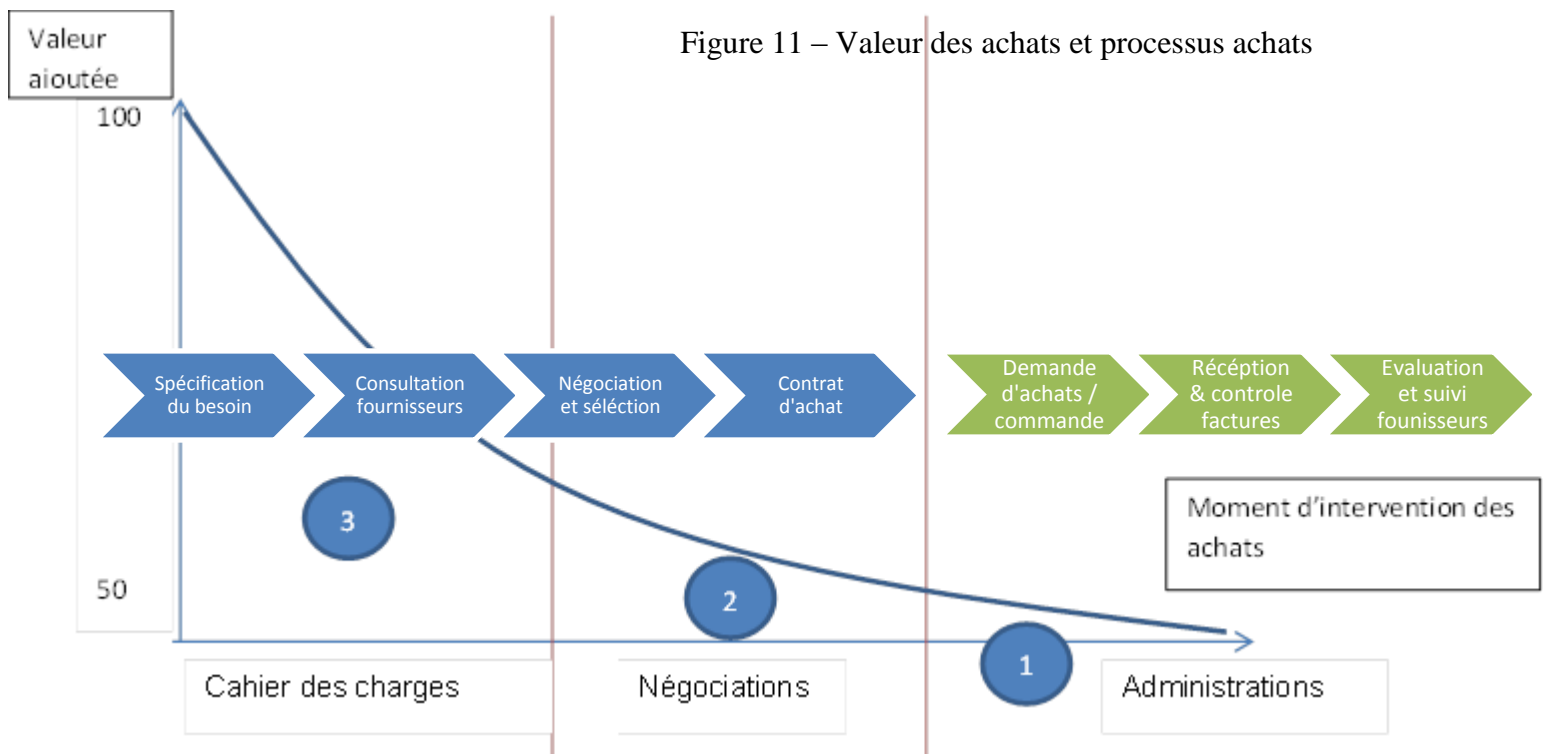 Valeur
aioutée
Figure 11 – Valeur des achats et processus achats
100
Spécification
du besoin
Consultation
fournisseurs
Négociation
et séléction
Contrat
d'achat
Demande
d'achats /
commande
Récéption
& controle
factures
Evaluation
et suivi
founisseurs
3
Moment d’intervention des
achats
50
2
1
Cahier des charges
Négociations
Administrations